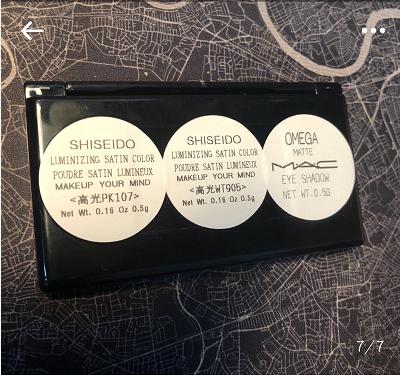 SHISEIDO
LUMINIZING SATIN COLOR
POUDRE SATIN LUMINEUX
MAKEUP YOUR MIND
<高光PK107>
Net Wt. 0.16 Oz 0.5g
SHISEIDO
LUMINIZING SATIN COLOR
POUDRE SATIN LUMINEUX
MAKEUP YOUR MIND
<高光WT905>
Net Wt. 0.16 Oz 0.5g
OMEGA
MATTE
MAC
EYE SHADOW
NET WT.0.5G
7/7